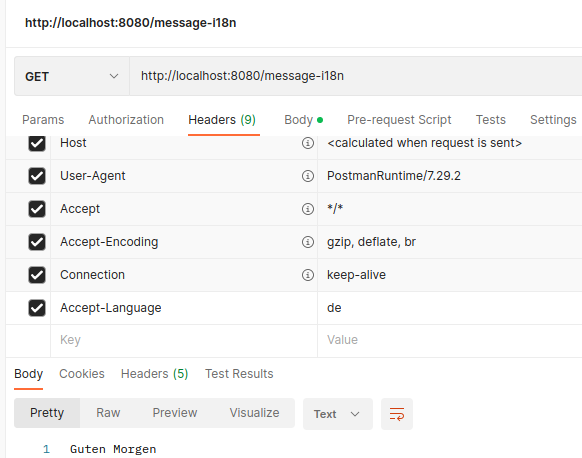 http://localhost:8080/message-i18n
GET http://localhost:8080/message-i18n
Params Authorization Headers (9) Body Pre-request Script Tests Settings
Host <calculated when request is sent>
User-Agent PostmanRuntime/7.29.2
Accept */*
Accept-Encoding gzip, deflate, br
Connection keep-alive
Accept-Language de
Key Value
Body Cookies Headers (5) Test Results
Pretty Raw Preview Visualize Text
1 Guten Morgen